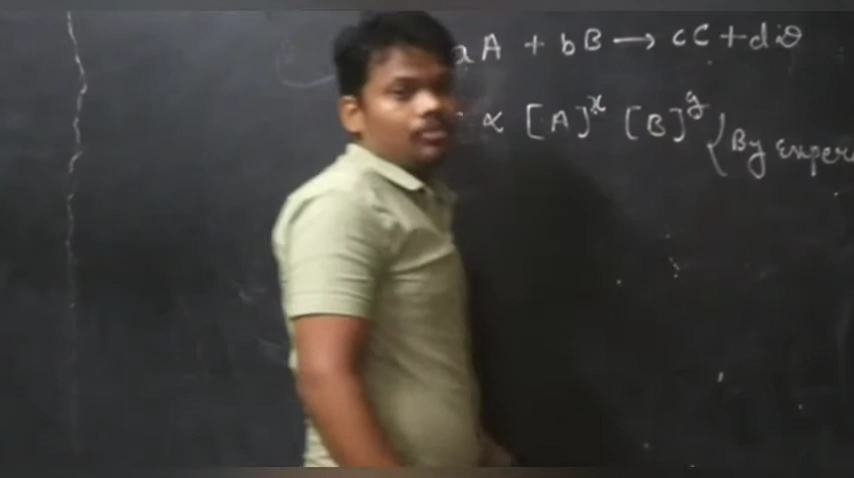 aA + bB → cC + dD
∝ [A]ˣ [B]ʸ { By exper